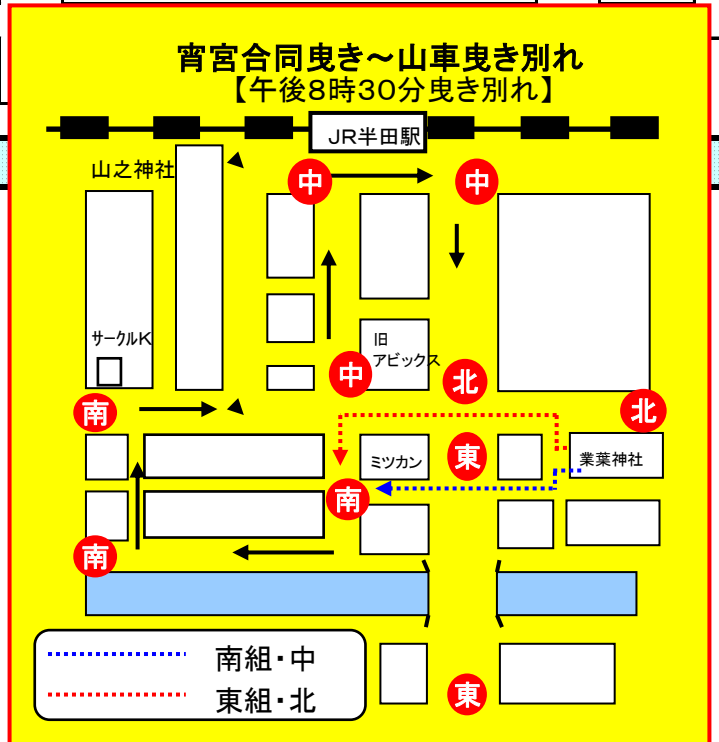 宵宮合同曳き～山車曳き別れ
【午後8時30分曳き別れ】
JR半田駅
山之神社
中
中
サークルK
旧
アビックス
中
北
南
北
ミツカン
東
業葉神社
南
南
南組・中
東組・北
東